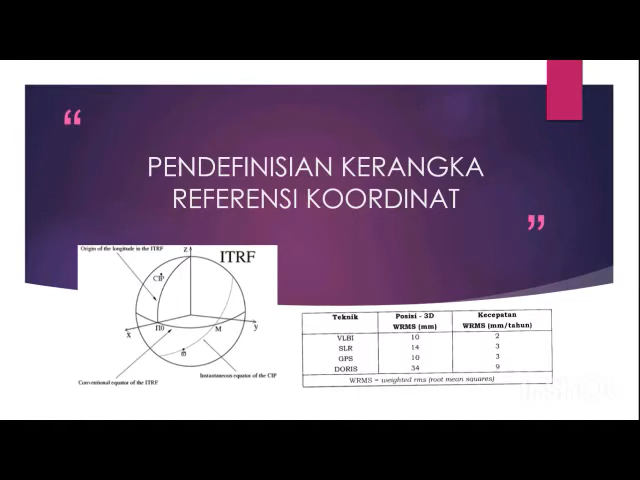 “
PENDEFINISIAN KERANGKA
REFERENSI KOORDINAT
”
Origin of the longitude in the ITRF
Z
ITRF
CIP
x
Π0
M
y
ϖ
Instantaneous equator of the CIP
Conventional equator of the ITRF
Teknik Posisi - 3D WRMS (mm) Kecepatan WRMS (mm/tahun)
VLBI 10 2
SLR 14 3
GPS 10 3
DORIS 34 9
WRMS = weighted rms (root mean squares)